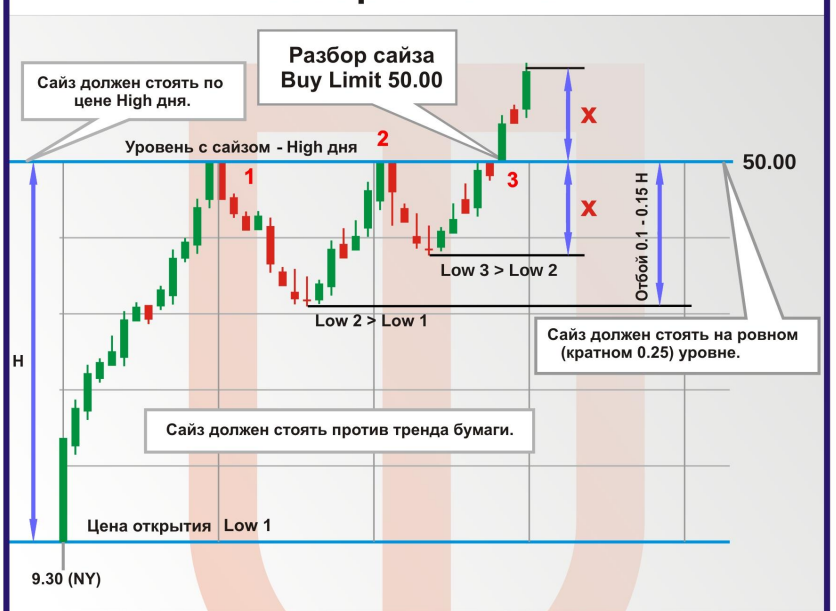 Разбор сайза
Buy Limit 50.00
Сайз должен стоять по
цене High дня.
Уровень с сайзом - High дня
2
X
1
3
50.00
X
Отбой 0.1 - 0.15 H
Low 3 > Low 2
Low 2 > Low 1
Сайз должен стоять на ровном
(кратном 0.25) уровне.
H
Сайз должен стоять против тренда бумаги.
Цена открытия Low 1
9.30 (NY)